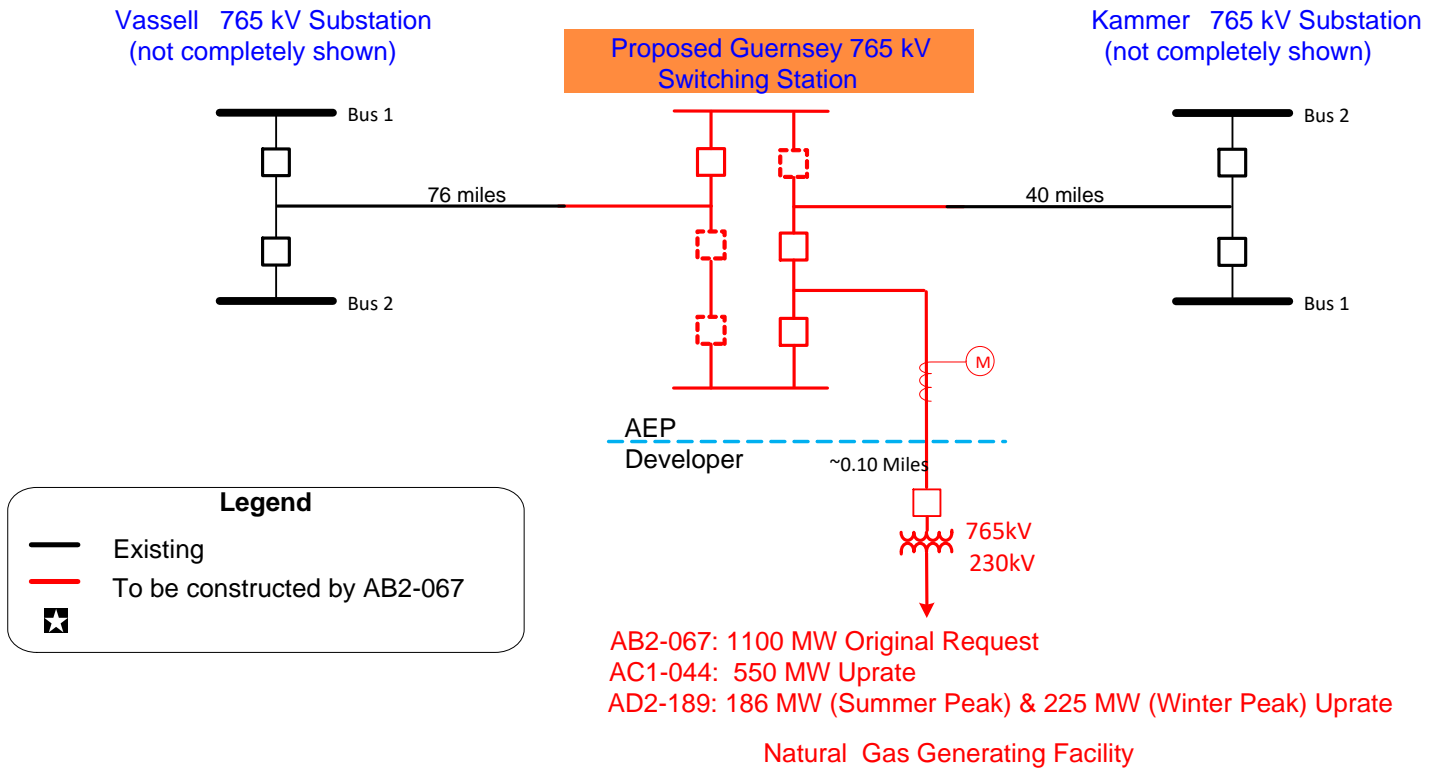 Vassell 765 kV Substation
(not completely shown)
Proposed Guernsey 765 kV
Switching Station
Kammer 765 kV Substation
(not completely shown)
Bus 1
Bus 2
76 miles
40 miles
Bus 2
Bus 1
M
AEP
Developer
~0.10 Miles
765kV
230kV
Legend
Existing
To be constructed by AB2-067
AB2-067: 1100 MW Original Request
AC1-044: 550 MW Uprate
AD2-189: 186 MW (Summer Peak) & 225 MW (Winter Peak) Uprate
Natural Gas Generating Facility